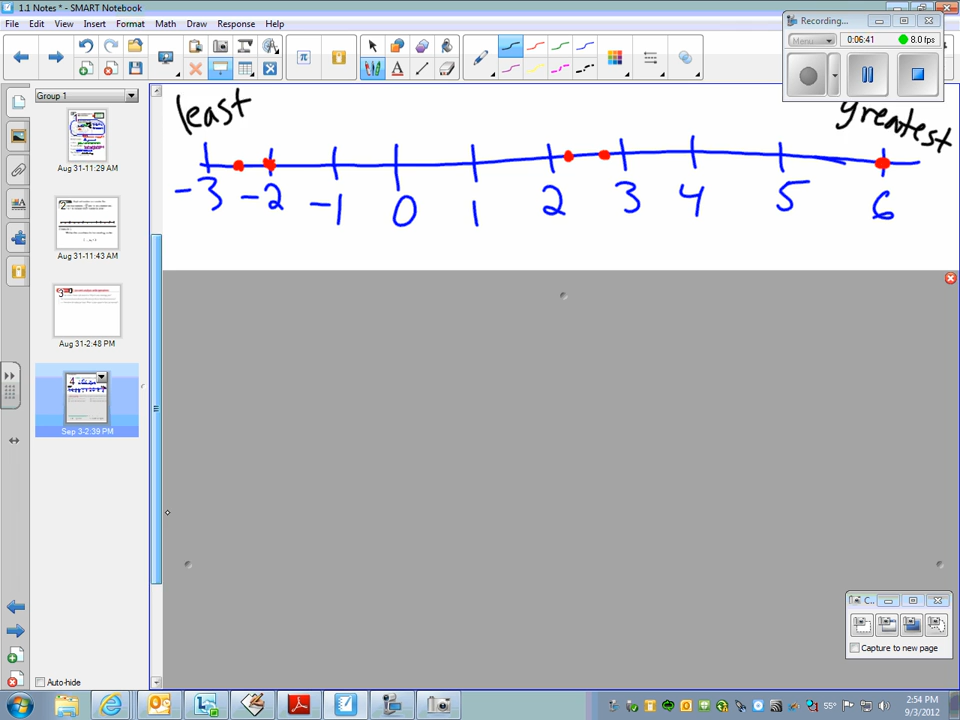 1.1 Notes * - SMART Notebook
Recording...
File Edit View Insert Format Math Draw Response Help
Menu 0:06:41 8.0 fps
Group 1
Aug 31-11:29 AM
Aug 31-11:43 AM
Aug 31-2:48 PM
Sep 3-2:39 PM
least
greatest
-3 -2 -1 0 1 2 3 4 5 6
C..
Capture to new page
Auto-hide
55°
2:54 PM
9/3/2012